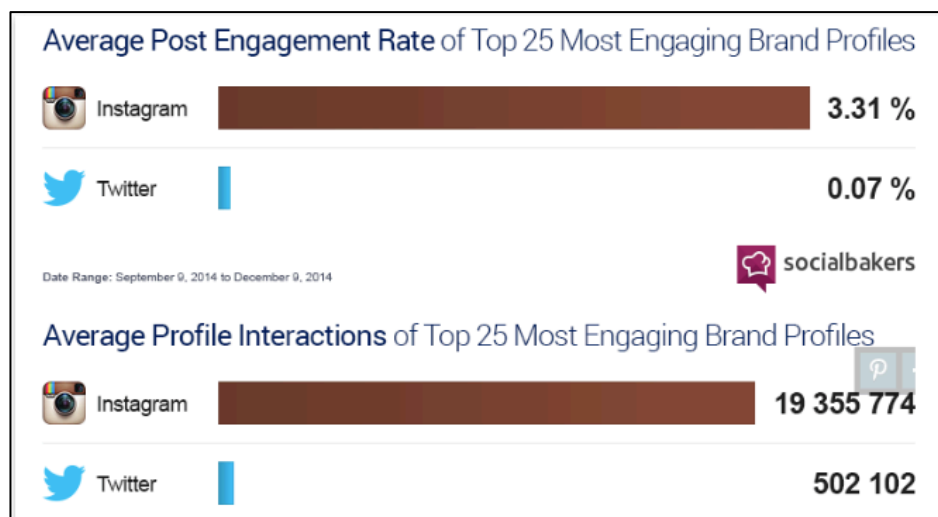 Average Post Engagement Rate of Top 25 Most Engaging Brand Profiles
Instagram 3.31 %
Twitter 0.07 %
Date Range: September 9, 2014 to December 9, 2014
socialbakers
Average Profile Interactions of Top 25 Most Engaging Brand Profiles
Instagram 19 355 774
Twitter 502 102